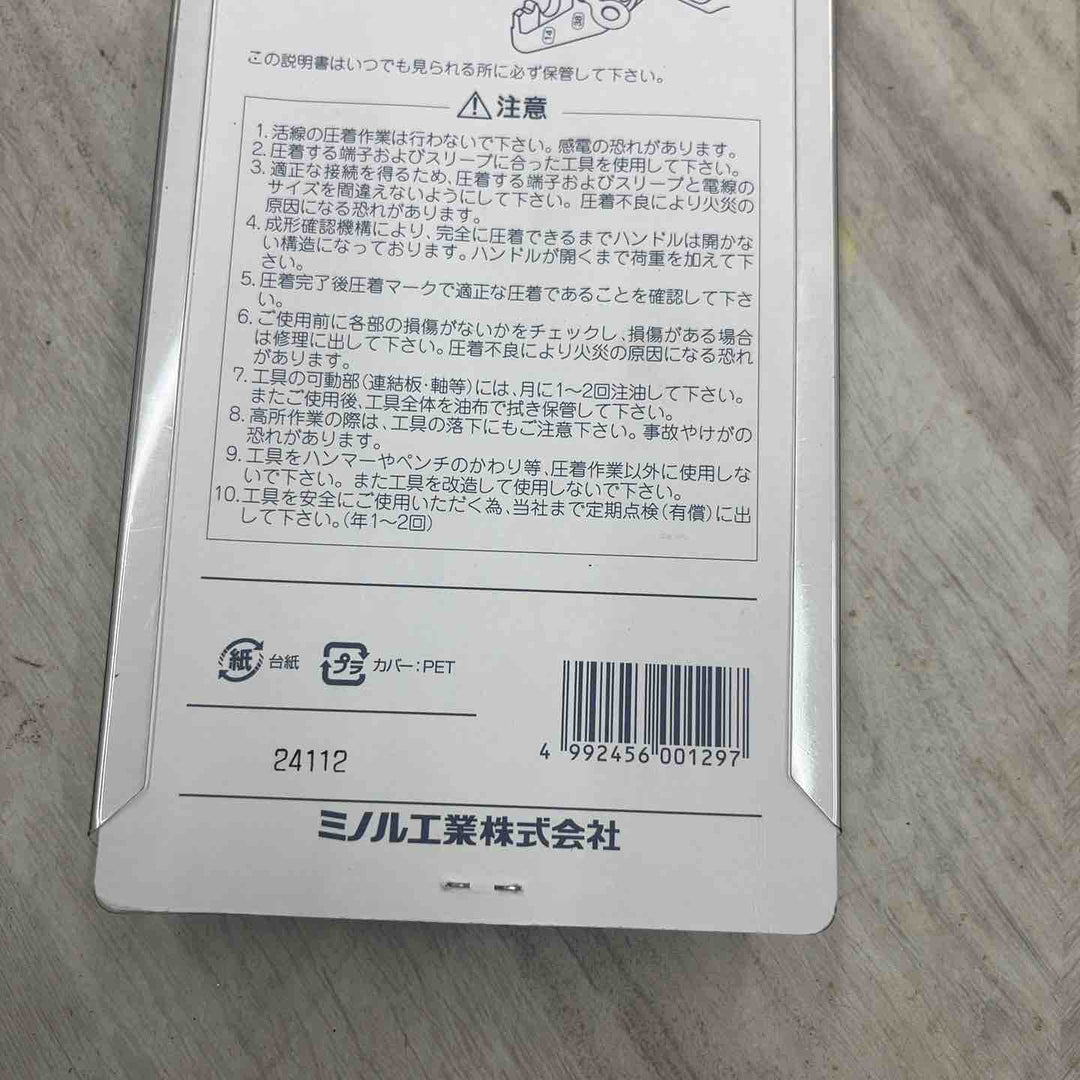 この説明書はいつでも見られる所に必ず保管して下さい。
注意
1. 活線の圧着作業は行わないで下さい。感電の恐れがあります。
2. 圧着する端子およびスリーブに合った工具を使用して下さい。
3. 適正な接続を得るため、圧着する端子およびスリーブと電線の
サイズを間違えないようにして下さい。圧着不良により火災の
原因になる恐れがあります。
4. 成形確認機構により、完全に圧着できるまでハンドルは開かな
い構造になっております。ハンドルが開くまで荷重を加えて下
さい。
5. 圧着完了後圧着マークで適正な圧着であることを確認して下さ
い。
6. ご使用前に各部の損傷がないかをチェックし、損傷がある場合
は修理に出して下さい。圧着不良により火災の原因になる恐れ
があります。
7. 工具の可動部(連結板・軸等)には、月に1～2回注油して下さい。
またご使用後、工具全体を油布で拭き保管して下さい。
8. 高所作業の際は、工具の落下にもご注意下さい。事故やけがの
恐れがあります。
9. 工具をハンマーやペンチのかわり等、圧着作業以外に使用しな
いで下さい。また工具を改造して使用しないで下さい。
10. 工具を安全にご使用いただく為、当社まで定期点検(有償)に出
して下さい。(年1～2回)
紙 台紙 プラ カバー:PET
4 992456 001297
24112
ミノル工業株式会社